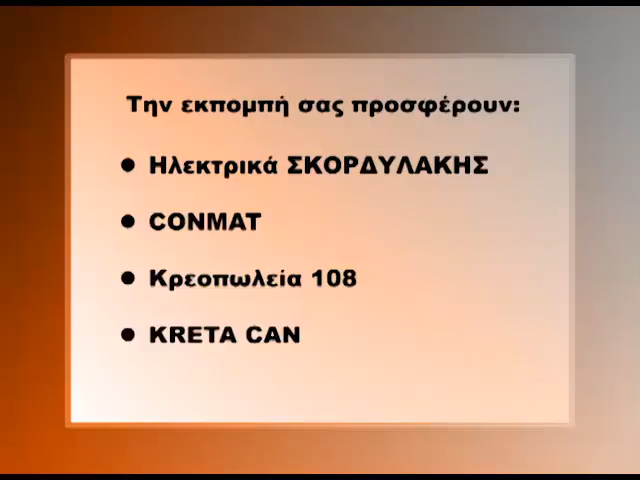 Την εκπομπή σας προσφέρουν:
● Ηλεκτρικά ΣΚΟΡΔΥΛΑΚΗΣ
● CONMAT
● Κρεοπωλεία 108
● KRETA CAN